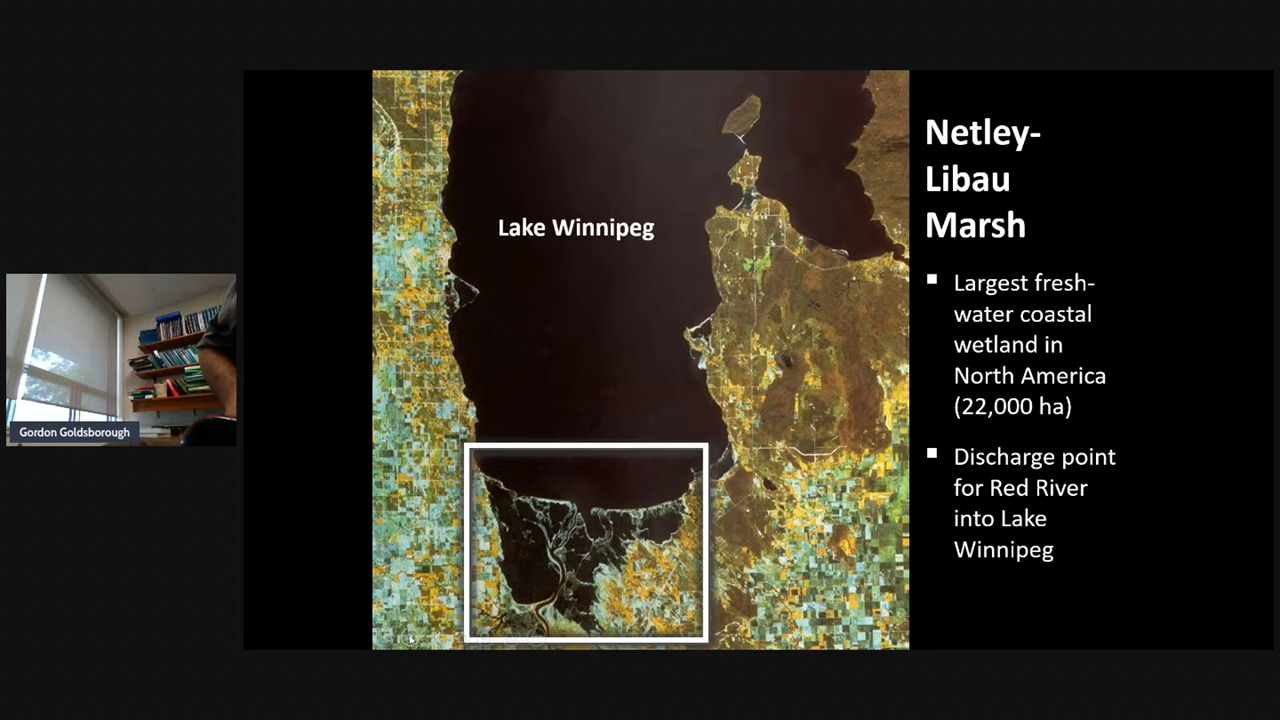 Netley-
Libau
Marsh
Lake Winnipeg
▪ Largest fresh-
water coastal
wetland in
North America
(22,000 ha)
▪ Discharge point
for Red River
into Lake
Winnipeg
Gordon Goldsborough